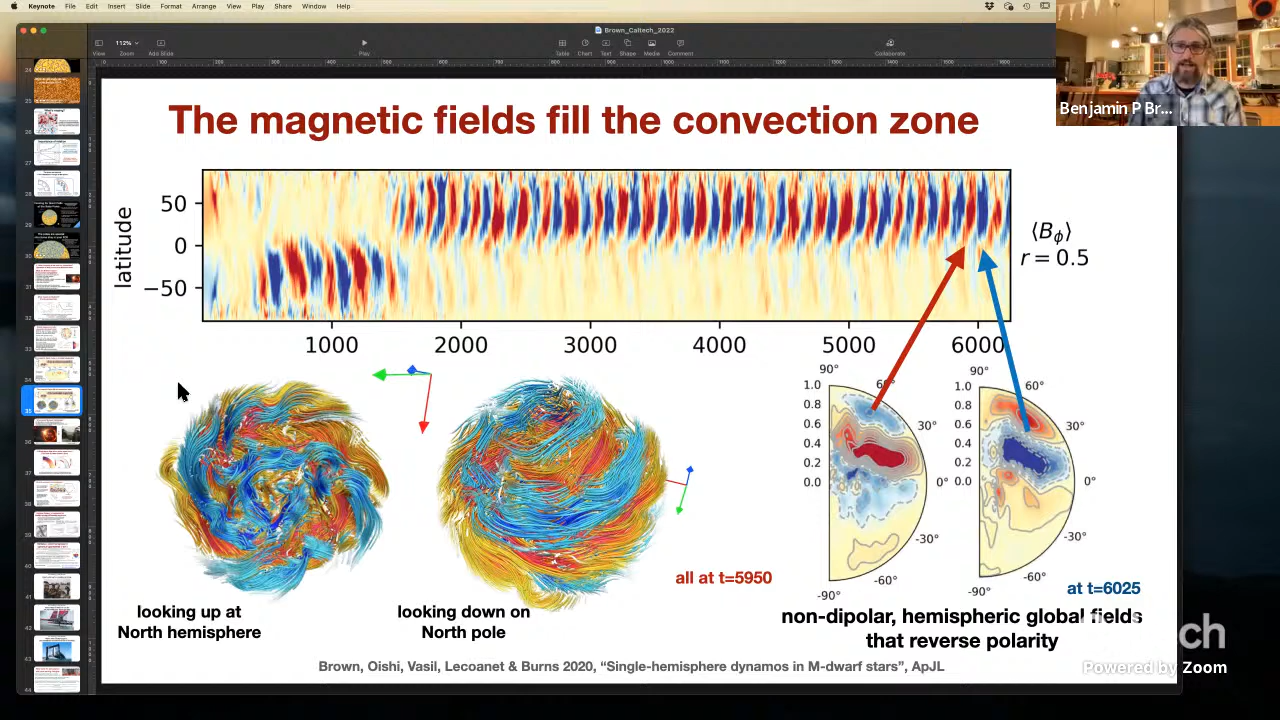 Keynote File Edit Insert Slide Format Arrange View Play Share Window Help
Brown_Caltech_2022
112%
View Zoom Add Slide Play Table Chart Text Shape Media Comment Collaborate
Benjamin P Br...
The magnetic fields fill the convection zone
latitude
50
0
−50
1000 2000 3000 4000 5000 6000
⟨Bϕ⟩
r = 0.5
90°
60°
30°
0°
-30°
-60°
-90°
1.0
0.8
0.6
0.4
0.2
0.0
90°
60°
30°
0°
-30°
-60°
-90°
1.0
0.8
0.6
0.4
0.2
0.0
all at t=5950
at t=6025
looking up at
North hemisphere
looking down on
North pole
non-dipolar, hemispheric global fields
that reverse polarity
Brown, Oishi, Vasil, Lecoanet & Burns 2020, “Single-hemisphere dynamos in M-dwarf stars”, ApJL
Powered by Zoom